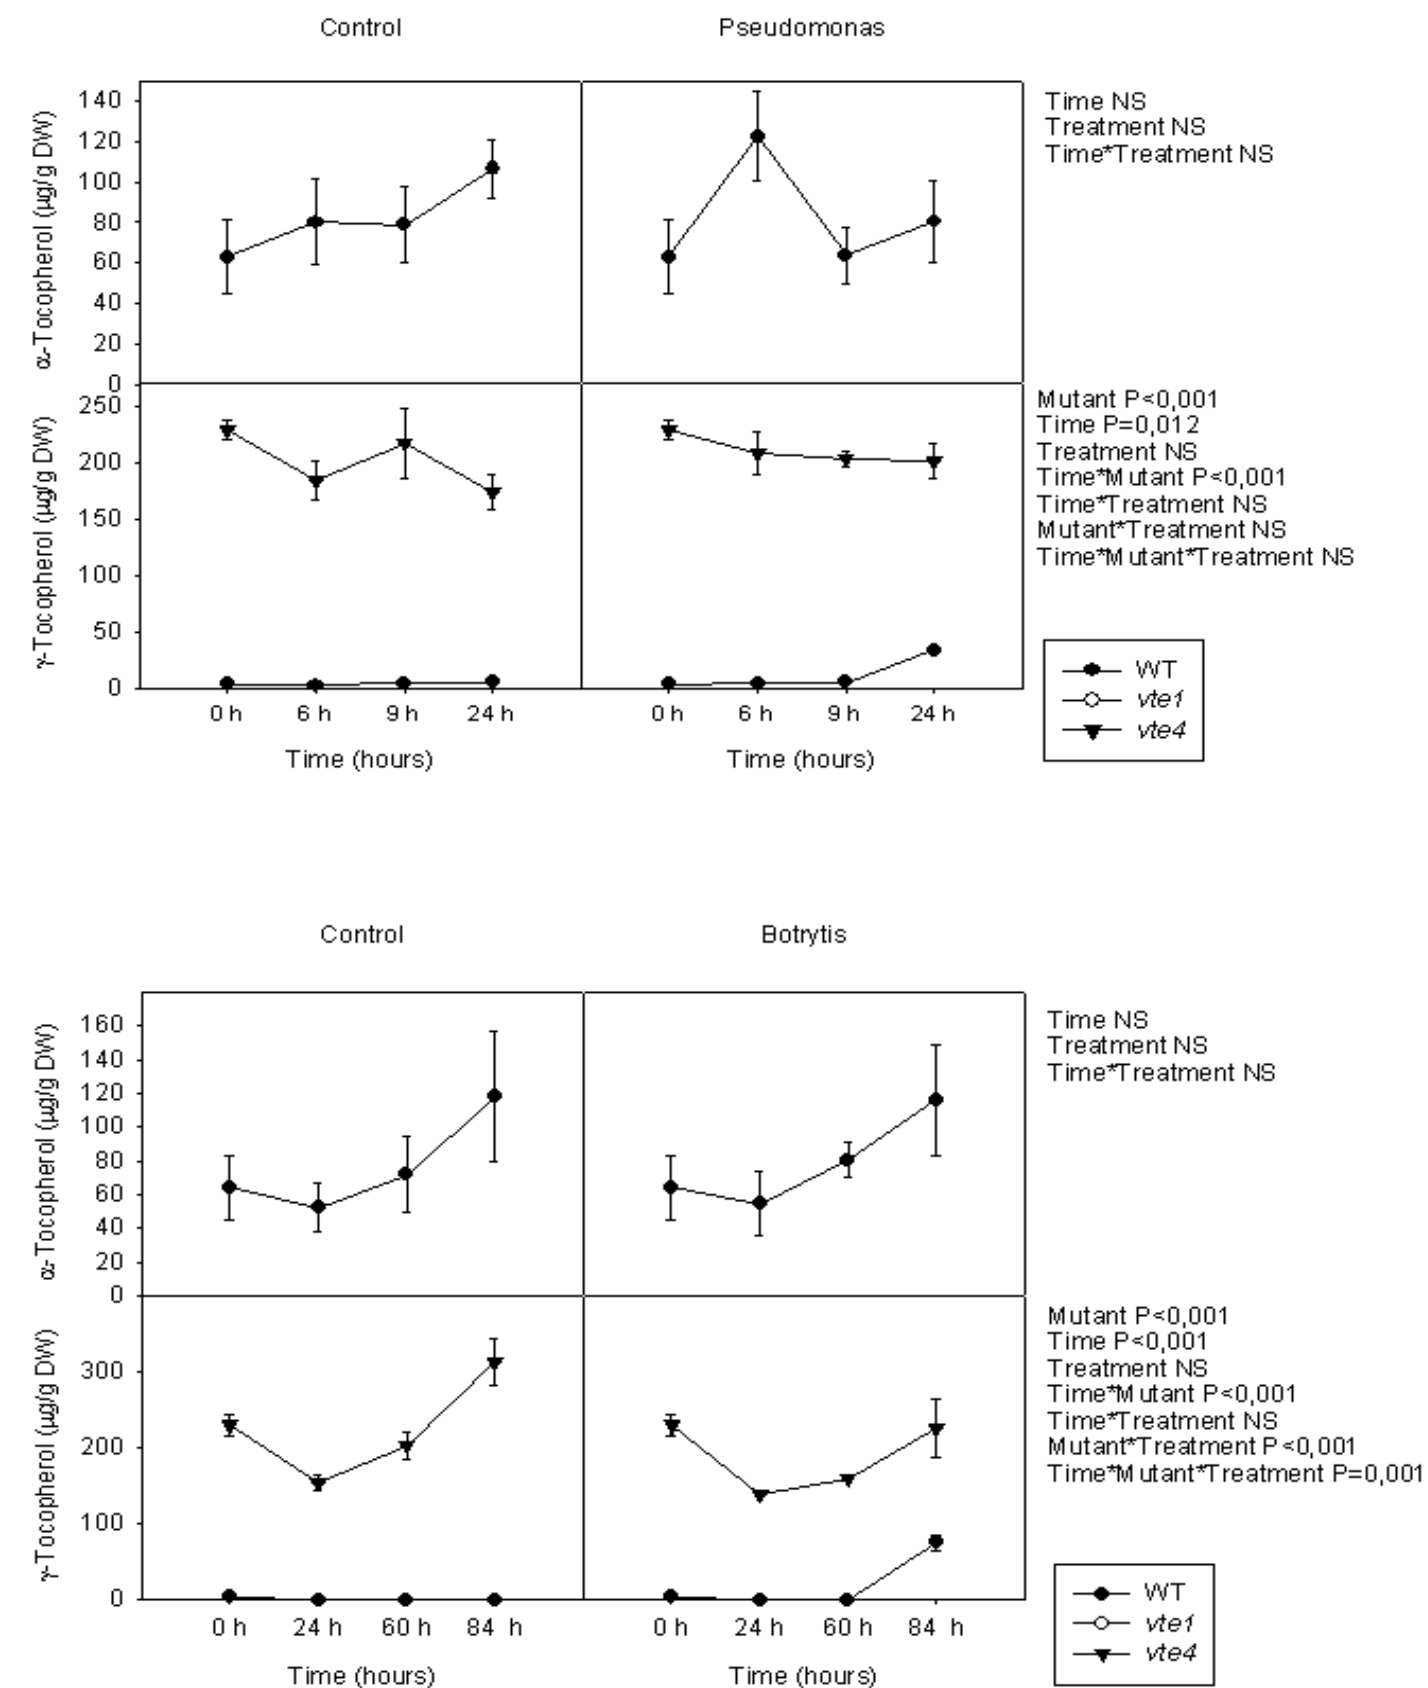 Control
Pseudomonas
α-Tocopherol (µg/g DW)
140
120
100
80
60
40
20
0
Time NS
Treatment NS
Time*Treatment NS
γ-Tocopherol (µg/g DW)
250
200
150
100
50
0
Mutant P<0,001
Time P=0,012
Treatment NS
Time*Mutant P<0,001
Time*Treatment NS
Mutant*Treatment NS
Time*Mutant*Treatment NS
WT
vte1
vte4
0 h 6 h 9 h 24 h
0 h 6 h 9 h 24 h
Time (hours)
Time (hours)
Control
Botrytis
α-Tocopherol (µg/g DW)
160
140
120
100
80
60
40
20
0
Time NS
Treatment NS
Time*Treatment NS
γ-Tocopherol (µg/g DW)
300
200
100
0
Mutant P<0,001
Time P<0,001
Treatment NS
Time*Mutant P<0,001
Time*Treatment NS
Mutant*Treatment P<0,001
Time*Mutant*Treatment P=0,001
WT
vte1
vte4
0 h 24 h 60 h 84 h
0 h 24 h 60 h 84 h
Time (hours)
Time (hours)